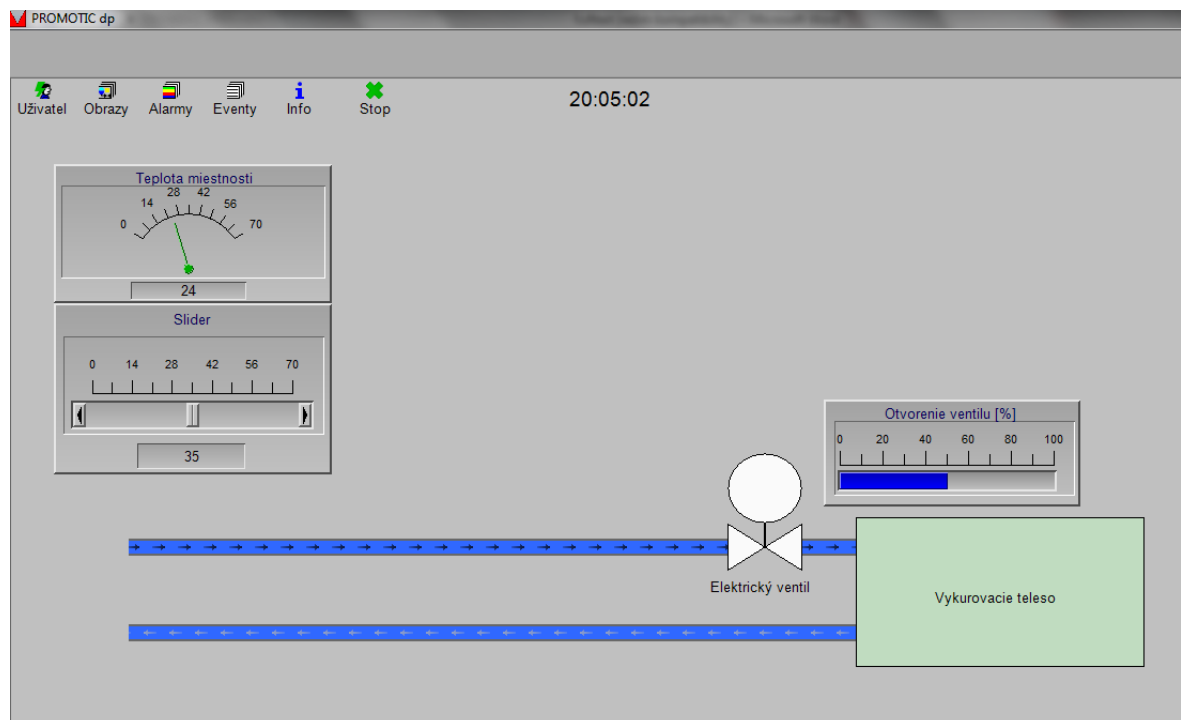 PROMOTIC dp
Uživatel Obrazy Alarmy Eventy Info Stop
20:05:02
Teplota miestnosti
0 14 28 42 56 70
24
Slider
0 14 28 42 56 70
35
Otvorenie ventilu [%]
0 20 40 60 80 100
Elektrický ventil
Vykurovacie teleso